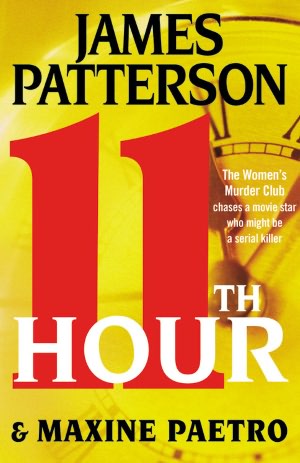 JAMES
PATTERSON
11
TH
HOUR
The Women's
Murder Club
chases a movie star
who might be
a serial killer
& MAXINE PAETRO